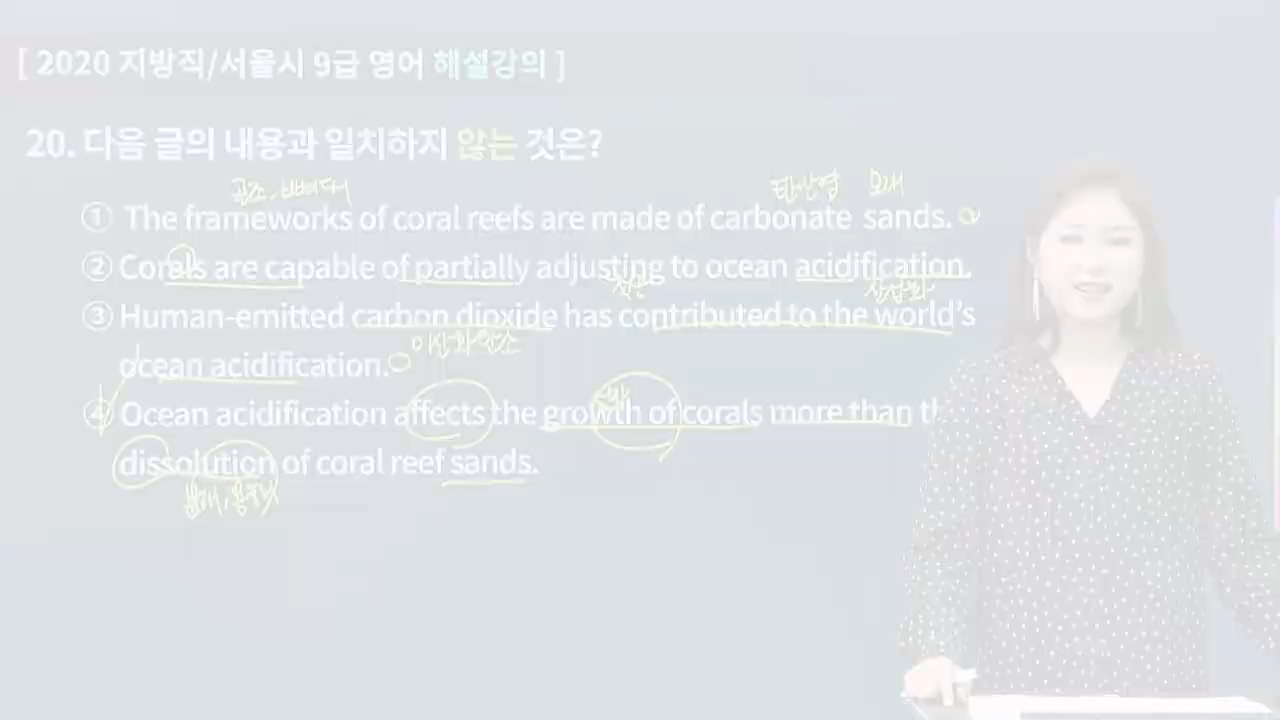 [ 2020 지방직/서울시 9급 영어 해설강의 ]
20. 다음 글의 내용과 일치하지 않는 것은?
골조, 뼈대 탄산염 모래
① The frameworks of coral reefs are made of carbonate sands.
② Corals are capable of partially adjusting to ocean acidification.
적응 산성화
③ Human-emitted carbon dioxide has contributed to the world's
이산화탄소
ocean acidification.
④ Ocean acidification affects the growth of corals more than
dissolution of coral reef sands.
분해, 용해